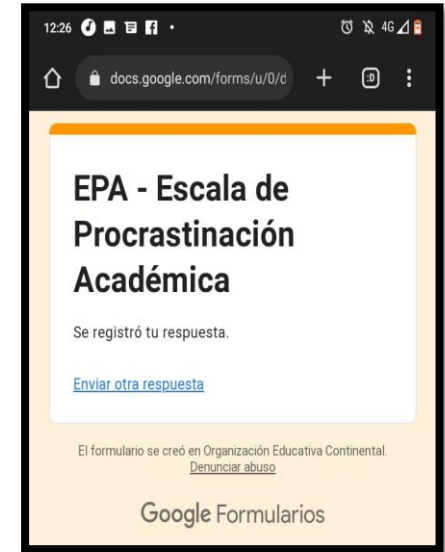 12:26
4G
docs.google.com/forms/u/0/d
:D
EPA - Escala de
Procrastinación
Académica
Se registró tu respuesta.
Enviar otra respuesta
El formulario se creó en Organización Educativa Continental.
Denunciar abuso
Google Formularios